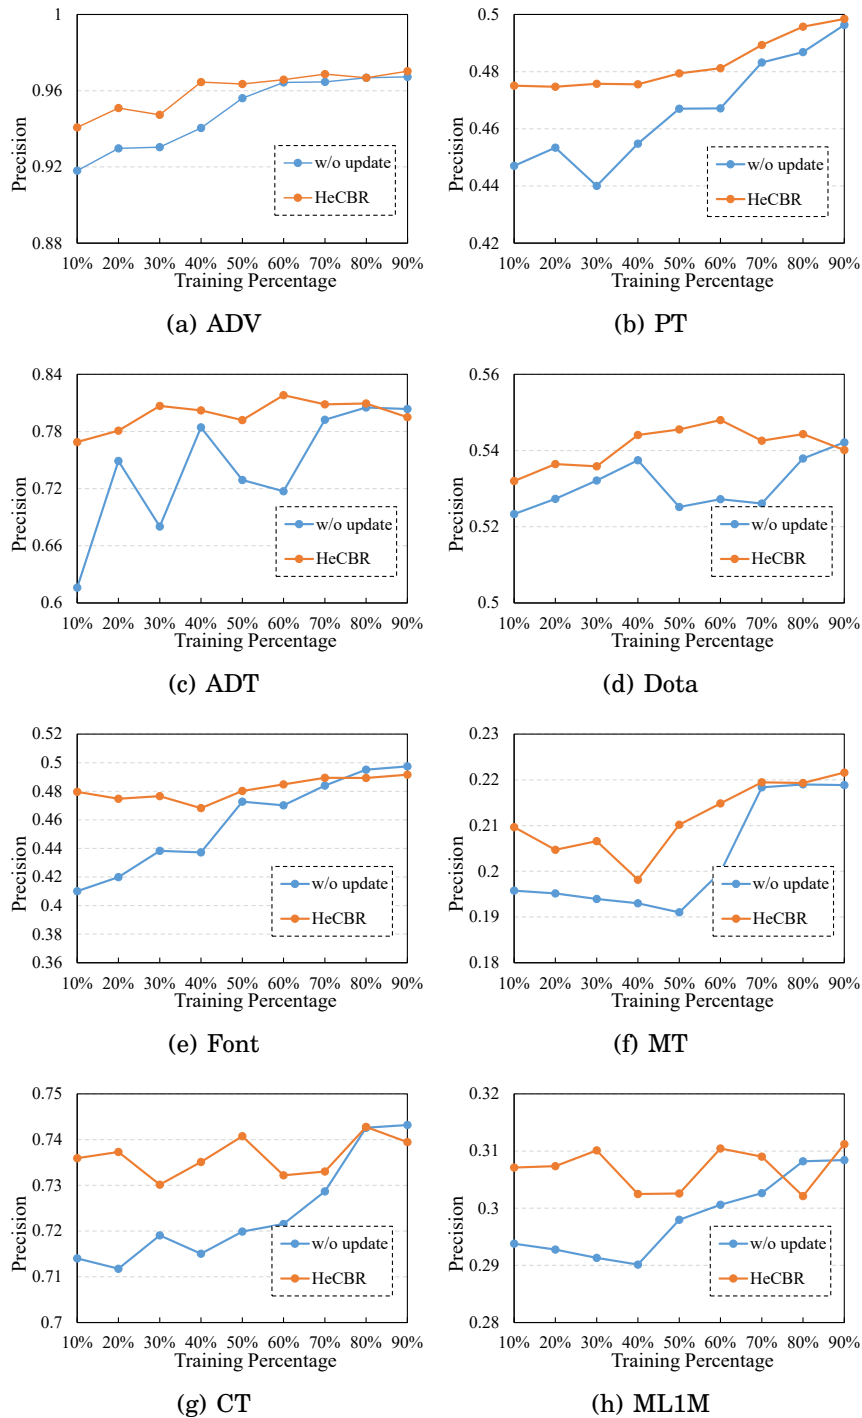 1
0.96
0.92
0.88
Precision
w/o update
HeCBR
10% 20% 30% 40% 50% 60% 70% 80% 90%
Training Percentage
(a) ADV
0.5
0.48
0.46
0.44
0.42
Precision
w/o update
HeCBR
10% 20% 30% 40% 50% 60% 70% 80% 90%
Training Percentage
(b) PT
0.84
0.78
0.72
0.66
0.6
Precision
w/o update
HeCBR
10% 20% 30% 40% 50% 60% 70% 80% 90%
Training Percentage
(c) ADT
0.56
0.54
0.52
0.5
Precision
w/o update
HeCBR
10% 20% 30% 40% 50% 60% 70% 80% 90%
Training Percentage
(d) Dota
0.52
0.5
0.48
0.46
0.44
0.42
0.4
0.38
0.36
Precision
w/o update
HeCBR
10% 20% 30% 40% 50% 60% 70% 80% 90%
Training Percentage
(e) Font
0.23
0.22
0.21
0.2
0.19
0.18
Precision
w/o update
HeCBR
10% 20% 30% 40% 50% 60% 70% 80% 90%
Training Percentage
(f) MT
0.75
0.74
0.73
0.72
0.71
0.7
Precision
w/o update
HeCBR
10% 20% 30% 40% 50% 60% 70% 80% 90%
Training Percentage
(g) CT
0.32
0.31
0.3
0.29
0.28
Precision
w/o update
HeCBR
10% 20% 30% 40% 50% 60% 70% 80% 90%
Training Percentage
(h) ML1M